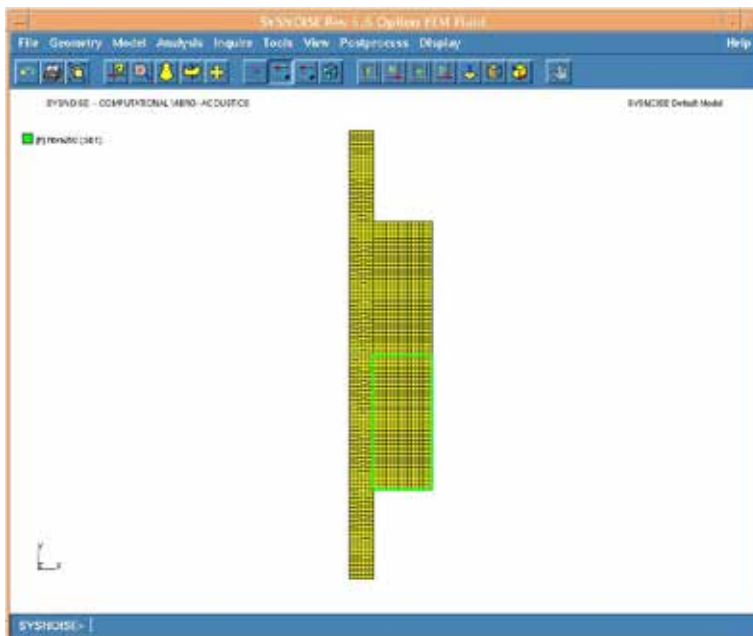 SYSNOISE Rev 5.5 Option FEM Fluid
File Geometry Model Analysis Inquire Tools View Postprocess Display Help
SYSNOISE - COMPUTATIONAL VIBRO-ACOUSTICS
SYSNOISE Default Model
Y
Z X
SYSNOISE>